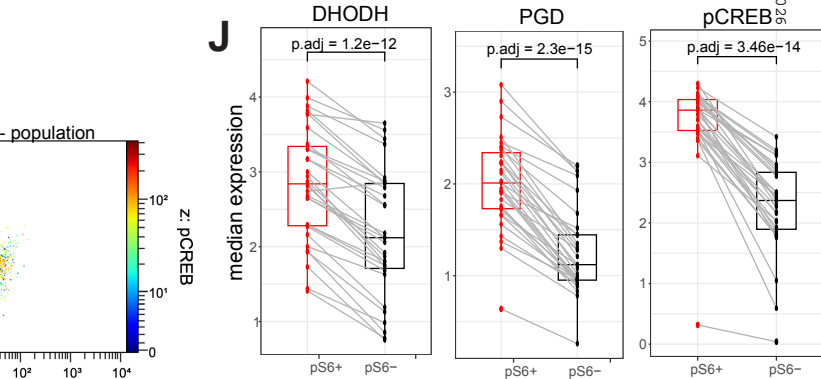 J
DHODH
PGD
pCREB
026
p.adj = 1.2e−12
p.adj = 2.3e−15
p.adj = 3.46e−14
median expression
4
3
2
1
3
2
1
5
4
3
2
1
0
pS6+ pS6−
pS6+ pS6−
pS6+ pS6−
- population
10²
10¹
0
z: pCREB
10² 10³ 10⁴